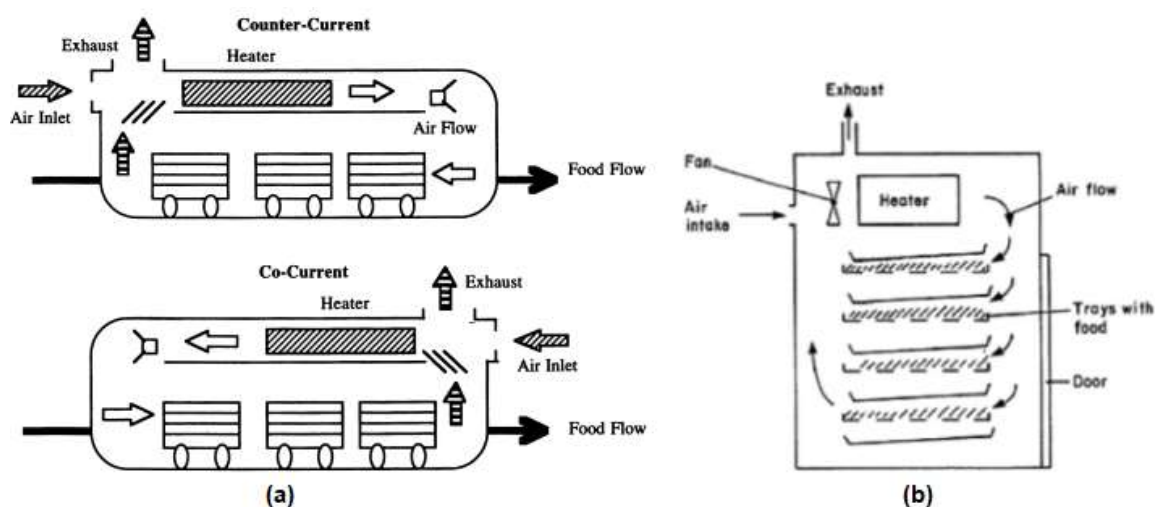 Counter-Current
Exhaust
Heater
Air Inlet
Air Flow
Food Flow
Co-Current
Exhaust
Heater
Air Inlet
Food Flow
(a)
Exhaust
Fan
Heater
Air flow
Air
intake
Trays with
food
Door
(b)